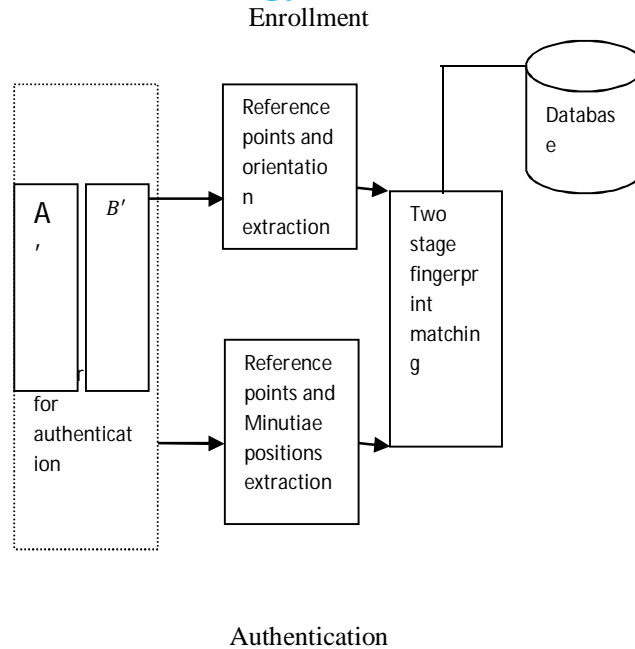 Enrollment
Reference
points and
orientatio
n
extraction
Databas
e
A
′
B′
Two
stage
fingerpr
int
matchin
g
r
for
authenticat
ion
Reference
points and
Minutiae
positions
extraction
Authentication